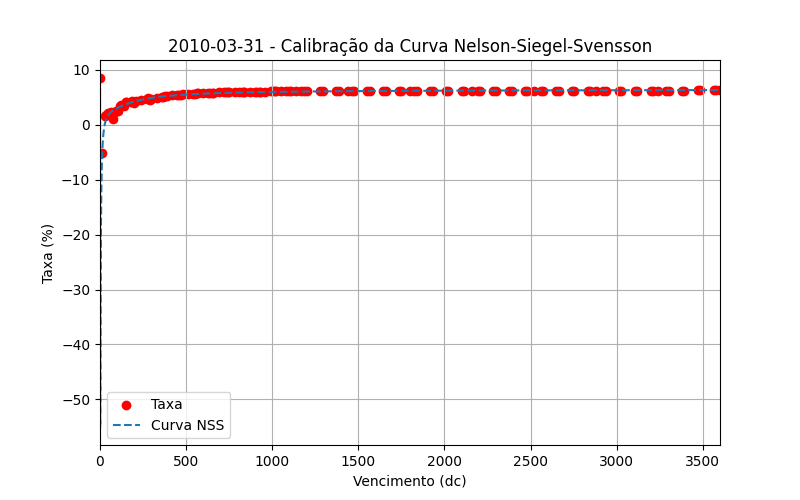 2010-03-31 - Calibração da Curva Nelson-Siegel-Svensson
10
0
−10
−20
−30
−40
−50
Taxa (%)
Taxa
Curva NSS
0 500 1000 1500 2000 2500 3000 3500
Vencimento (dc)